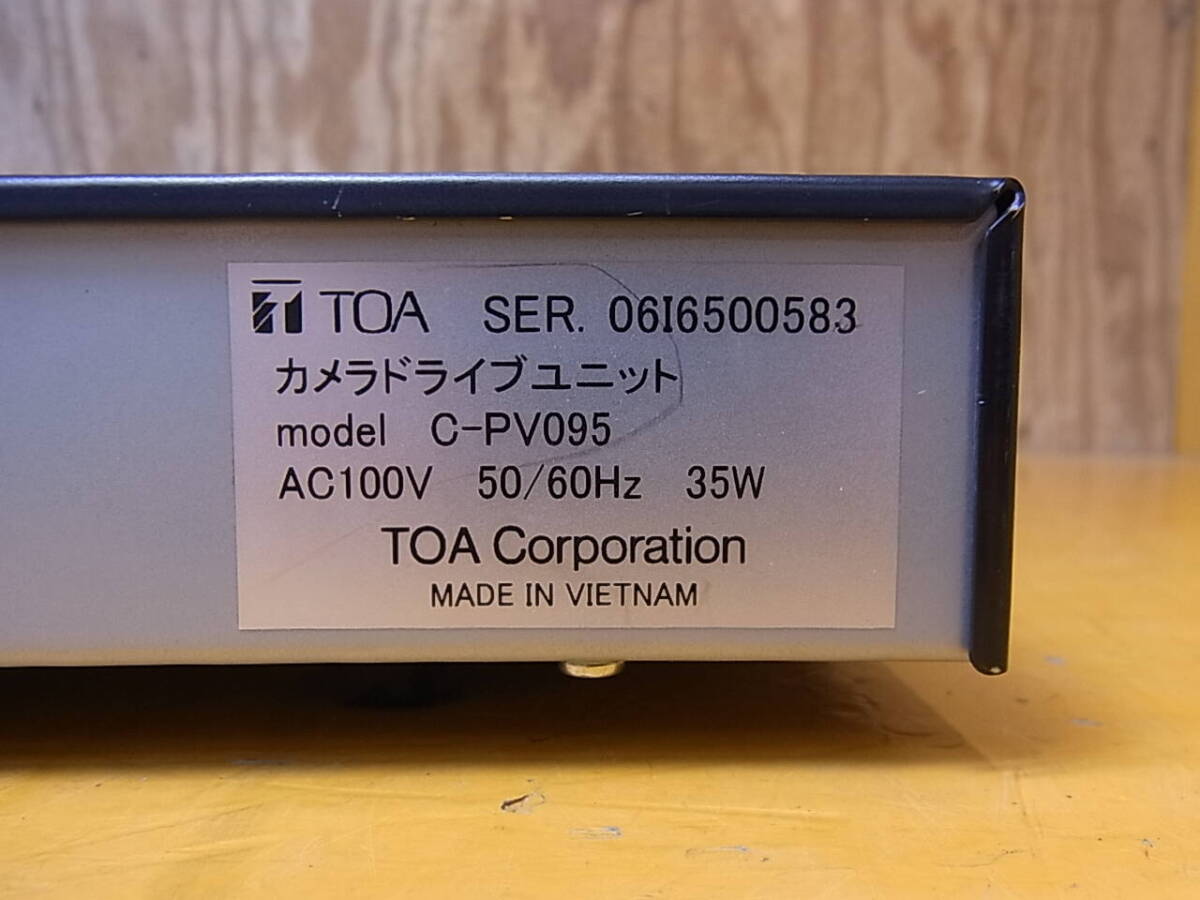 TOA SER. 06I6500583
カメラドライブユニット
model C-PV095
AC100V 50/60Hz 35W
TOA Corporation
MADE IN VIETNAM